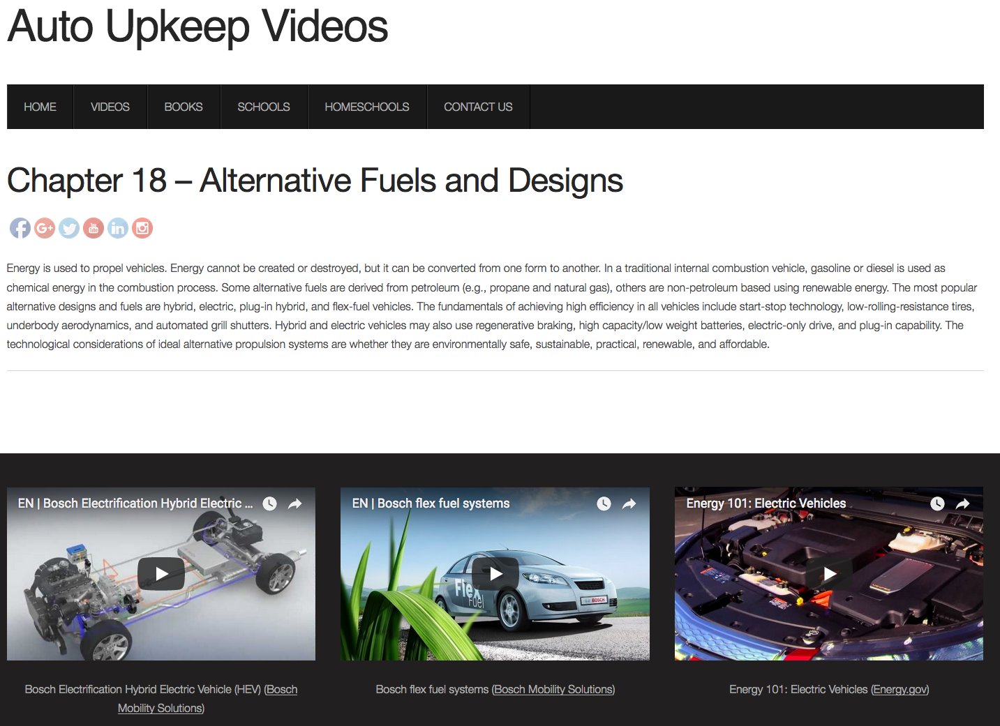 Auto Upkeep Videos
HOME VIDEOS BOOKS SCHOOLS HOMESCHOOLS CONTACT US
Chapter 18 – Alternative Fuels and Designs
Energy is used to propel vehicles. Energy cannot be created or destroyed, but it can be converted from one form to another. In a traditional internal combustion vehicle, gasoline or diesel is used as
chemical energy in the combustion process. Some alternative fuels are derived from petroleum (e.g., propane and natural gas), others are non-petroleum based using renewable energy. The most popular
alternative designs and fuels are hybrid, electric, plug-in hybrid, and flex-fuel vehicles. The fundamentals of achieving high efficiency in all vehicles include start-stop technology, low-rolling-resistance tires,
underbody aerodynamics, and automated grill shutters. Hybrid and electric vehicles may also use regenerative braking, high capacity/low weight batteries, electric-only drive, and plug-in capability. The
technological considerations of ideal alternative propulsion systems are whether they are environmentally safe, sustainable, practical, renewable, and affordable.
EN | Bosch Electrification Hybrid Electric ...
EN | Bosch flex fuel systems
Energy 101: Electric Vehicles
Flex
Fuel
BOSCH
Bosch Electrification Hybrid Electric Vehicle (HEV) (Bosch
Mobility Solutions)
Bosch flex fuel systems (Bosch Mobility Solutions)
Energy 101: Electric Vehicles (Energy.gov)